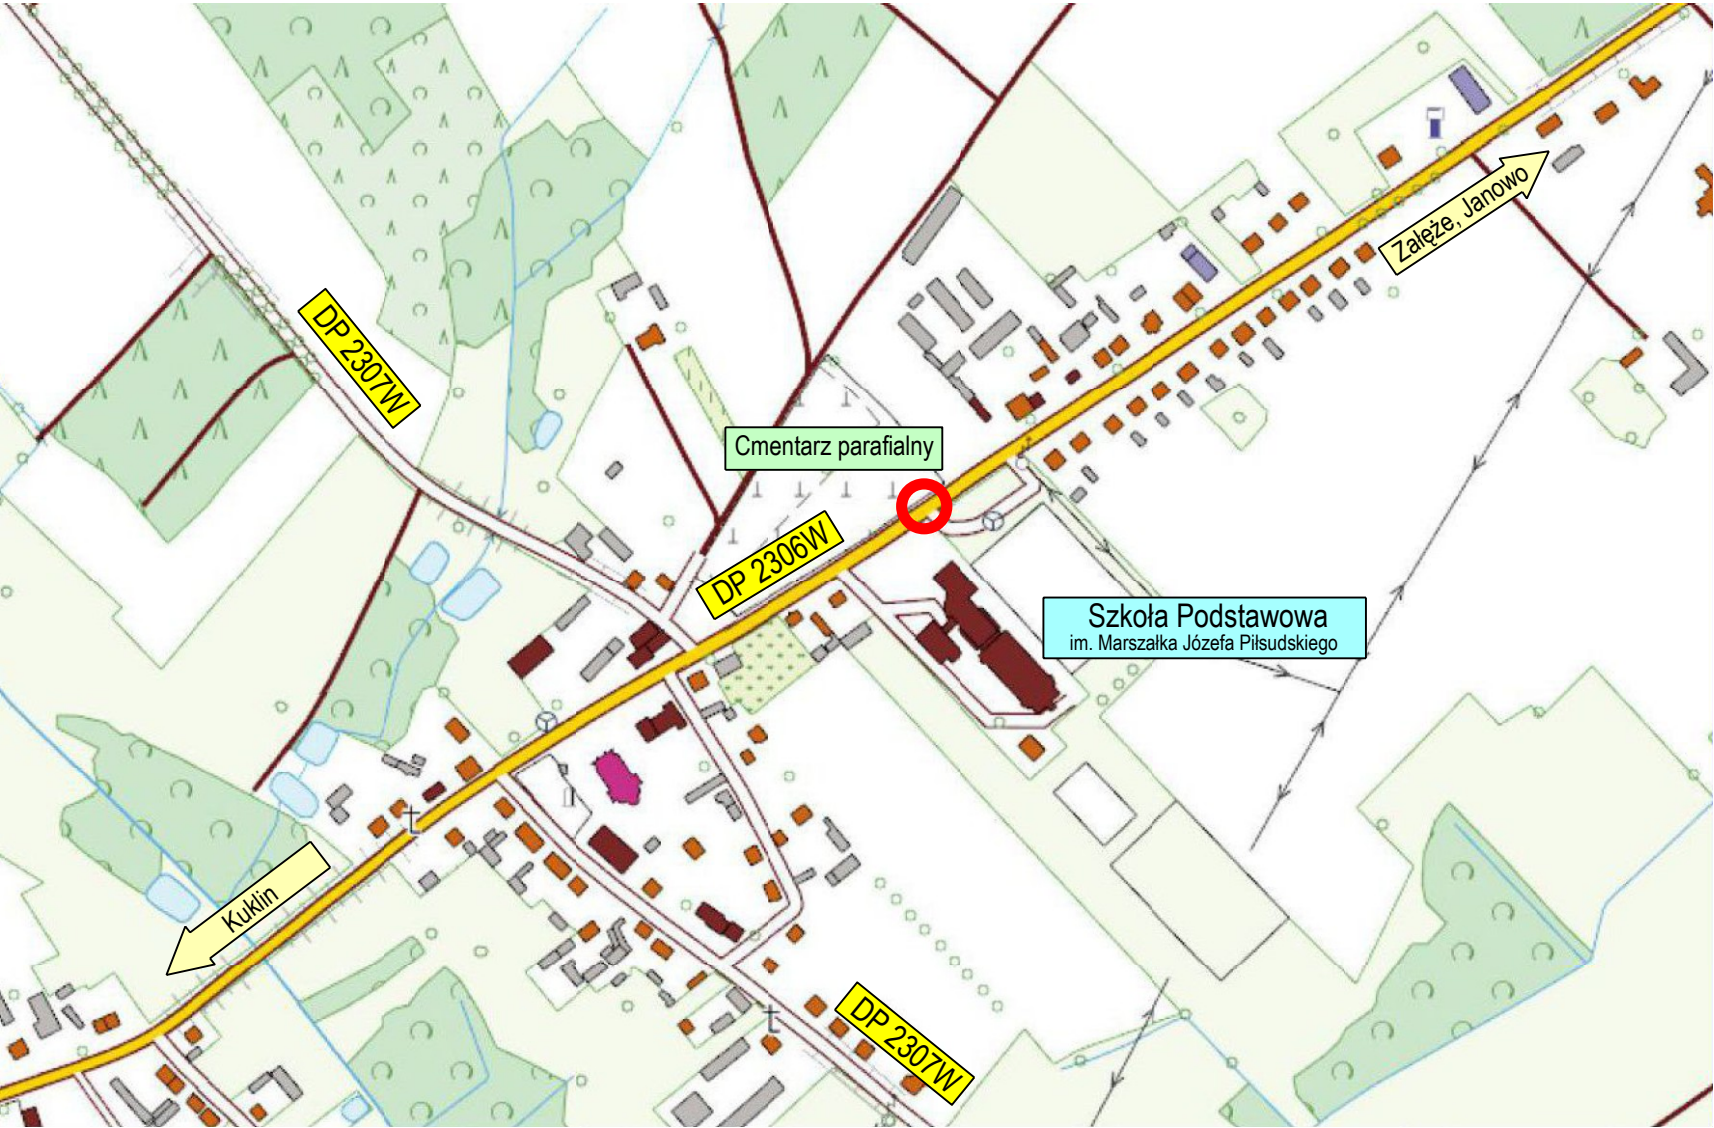 Załęże, Janowo
DP 2307W
Cmentarz parafialny
DP 2306W
Szkoła Podstawowa
im. Marszałka Józefa Piłsudskiego
Kuklin
DP 2307W